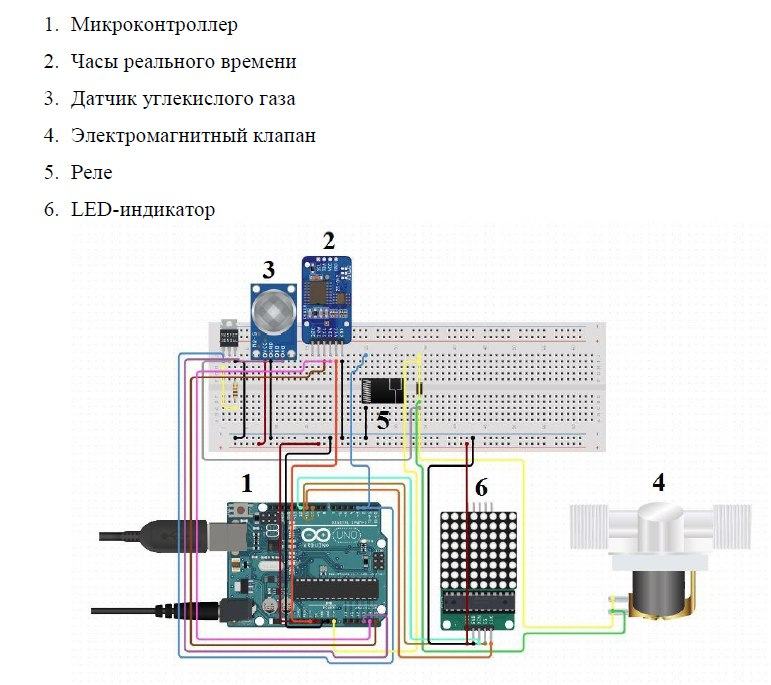 1. Микроконтроллер
2. Часы реального времени
3. Датчик углекислого газа
4. Электромагнитный клапан
5. Реле
6. LED-индикатор
2
3
5
1
6
4
UNO